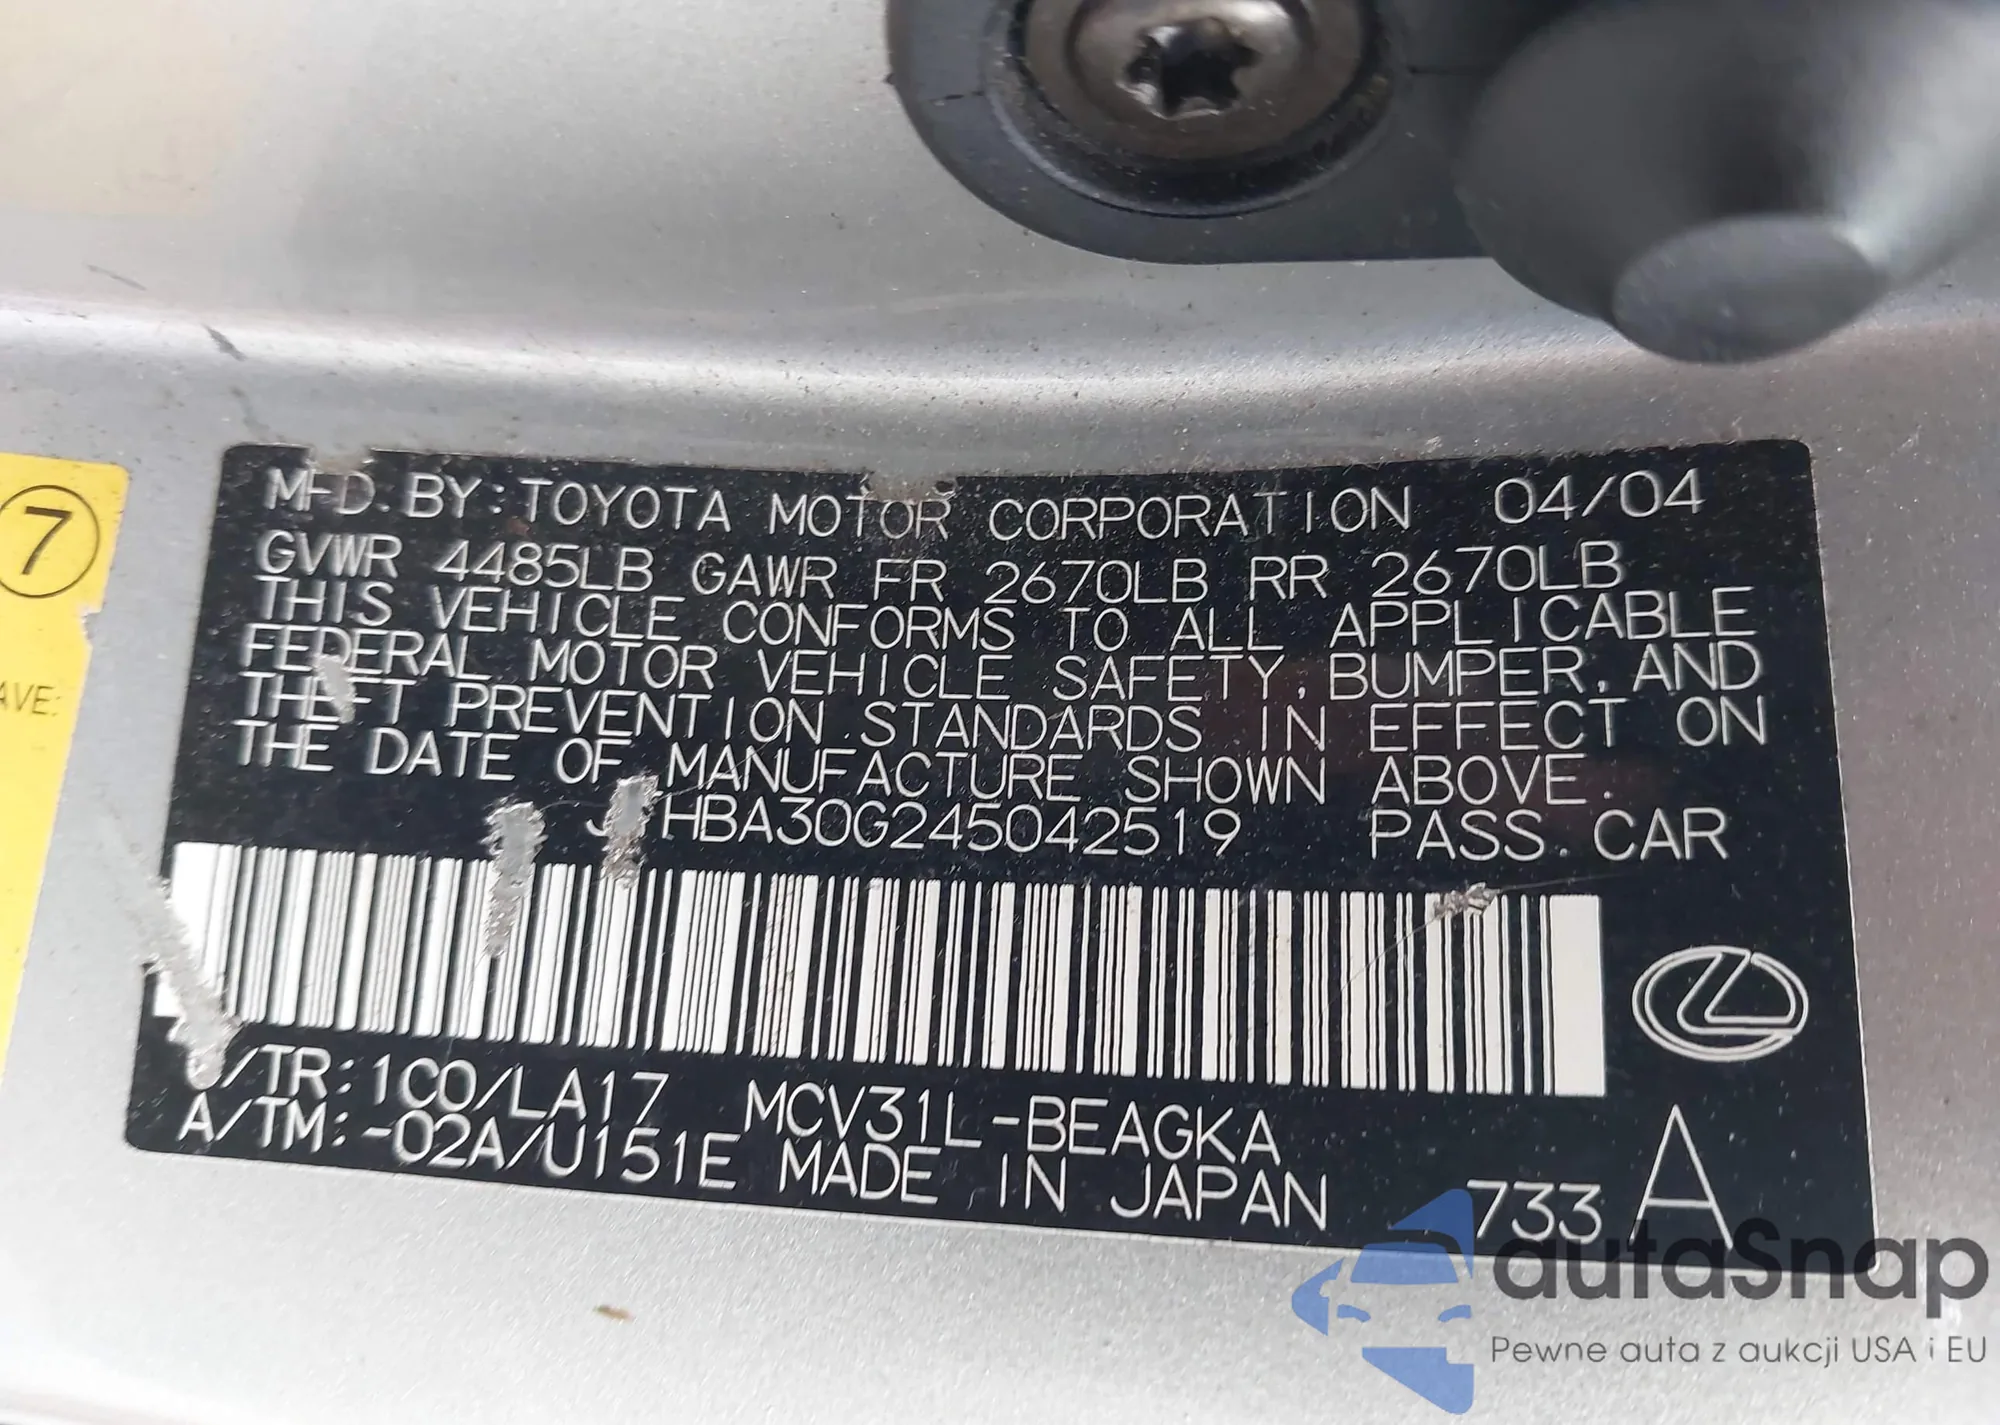 MFD. BY: TOYOTA MOTOR CORPORATION 04/04
GVWR 4485LB GAWR FR 2670LB RR 2670LB
THIS VEHICLE CONFORMS TO ALL APPLICABLE
FEDERAL MOTOR VEHICLE SAFETY, BUMPER, AND
THEFT PREVENTION STANDARDS IN EFFECT ON
THE DATE OF MANUFACTURE SHOWN ABOVE.
HBA30G245042519 PASS. CAR
/TR: 1C0/LA17 MCV31L-BEAGKA
A/TM: -02A/U151E MADE IN JAPAN 733 A
7
AVE:
autaSnap
Pewne auta z aukcji USA i EU